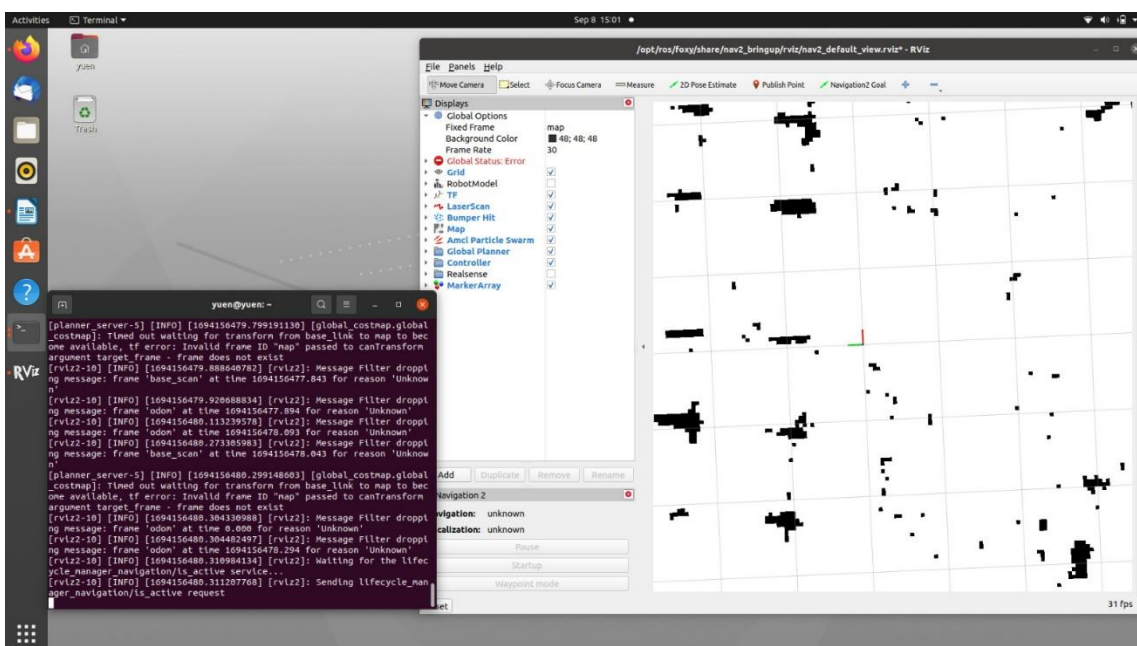 Activities
Terminal
Sep 8 15:01
yuen
Trash
/opt/ros/foxy/share/nav2_bringup/rviz/nav2_default_view.rviz* - RViz
File Panels Help
Move Camera Select Focus Camera Measure 2D Pose Estimate Publish Point Navigation2 Goal
Displays
Global Options
Fixed Frame map
Background Color 48; 48; 48
Frame Rate 30
Global Status: Error
Grid
RobotModel
TF
LaserScan
Bumper Hit
Map
Amcl Particle Swarm
Global Planner
Controller
Realsense
MarkerArray
Add Duplicate Remove Rename
Navigation 2
vigation: unknown
calization: unknown
Pause
Startup
Waypoint mode
set
31 fps
RViz
yuen@yuen: ~
[planner_server-5] [INFO] [1694156479.799191130] [global_costmap.global
_costmap]: Timed out waiting for transform from base_link to map to bec
ome available, tf error: Invalid frame ID "map" passed to canTransform
argument target_frame - frame does not exist
[rviz2-10] [INFO] [1694156479.888640782] [rviz2]: Message Filter droppi
ng message: frame 'base_scan' at time 1694156477.843 for reason 'Unknow
n'
[rviz2-10] [INFO] [1694156479.920688834] [rviz2]: Message Filter droppi
ng message: frame 'odom' at time 1694156477.894 for reason 'Unknown'
[rviz2-10] [INFO] [1694156480.113239578] [rviz2]: Message Filter droppi
ng message: frame 'odom' at time 1694156478.093 for reason 'Unknown'
[rviz2-10] [INFO] [1694156480.273305983] [rviz2]: Message Filter droppi
ng message: frame 'base_scan' at time 1694156478.043 for reason 'Unknow
n'
[planner_server-5] [INFO] [1694156480.299148603] [global_costmap.global
_costmap]: Timed out waiting for transform from base_link to map to bec
ome available, tf error: Invalid frame ID "map" passed to canTransform
argument target_frame - frame does not exist
[rviz2-10] [INFO] [1694156480.304330988] [rviz2]: Message Filter droppi
ng message: frame 'odom' at time 0.000 for reason 'Unknown'
[rviz2-10] [INFO] [1694156480.304482497] [rviz2]: Message Filter droppi
ng message: frame 'odom' at time 1694156478.294 for reason 'Unknown'
[rviz2-10] [INFO] [1694156480.310984134] [rviz2]: Waiting for the lifec
ycle_manager_navigation/is_active service...
[rviz2-10] [INFO] [1694156480.311207768] [rviz2]: Sending lifecycle_man
ager_navigation/is_active request